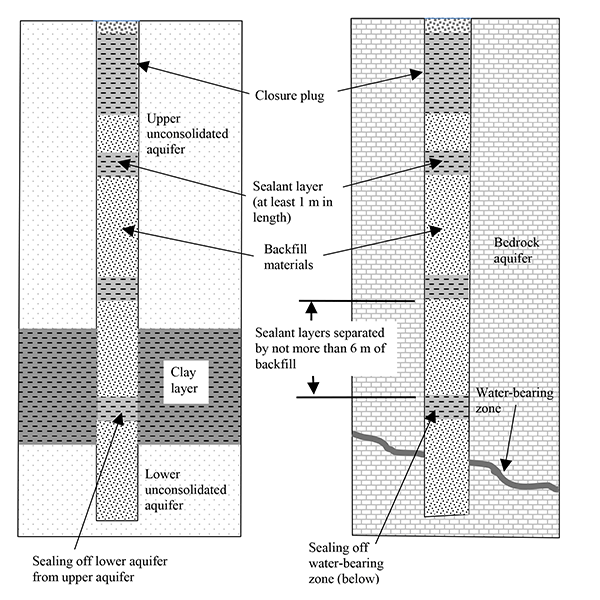 Closure plug
Upper
unconsolidated
aquifer
Sealant layer
(at least 1 m in
length)
Backfill
materials
Bedrock
aquifer
Sealant layers separated
by not more than 6 m of
backfill
Clay
layer
Water-bearing
zone
Lower
unconsolidated
aquifer
Sealing off lower aquifer
from upper aquifer
Sealing off
water-bearing
zone (below)